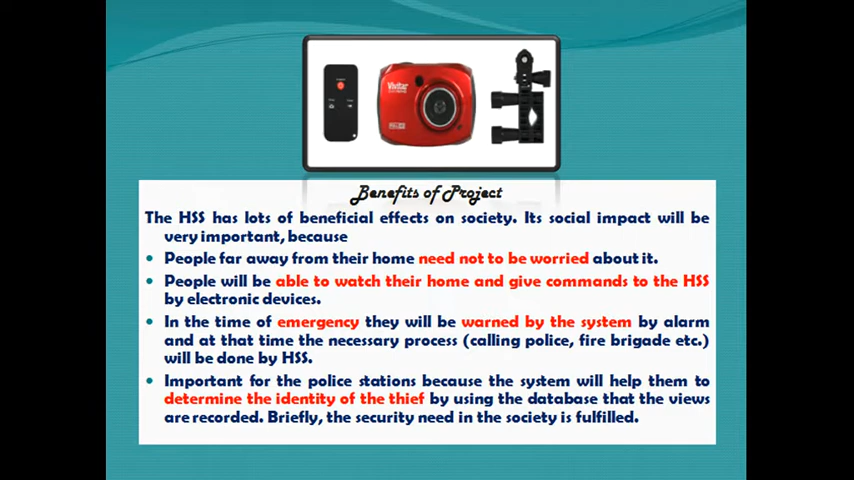 Vivitar
Benefits of Project
The HSS has lots of beneficial effects on society. Its social impact will be
very important, because
• People far away from their home need not to be worried about it.
• People will be able to watch their home and give commands to the HSS
by electronic devices.
• In the time of emergency they will be warned by the system by alarm
and at that time the necessary process (calling police, fire brigade etc.)
will be done by HSS.
• Important for the police stations because the system will help them to
determine the identity of the thief by using the database that the views
are recorded. Briefly, the security need in the society is fulfilled.